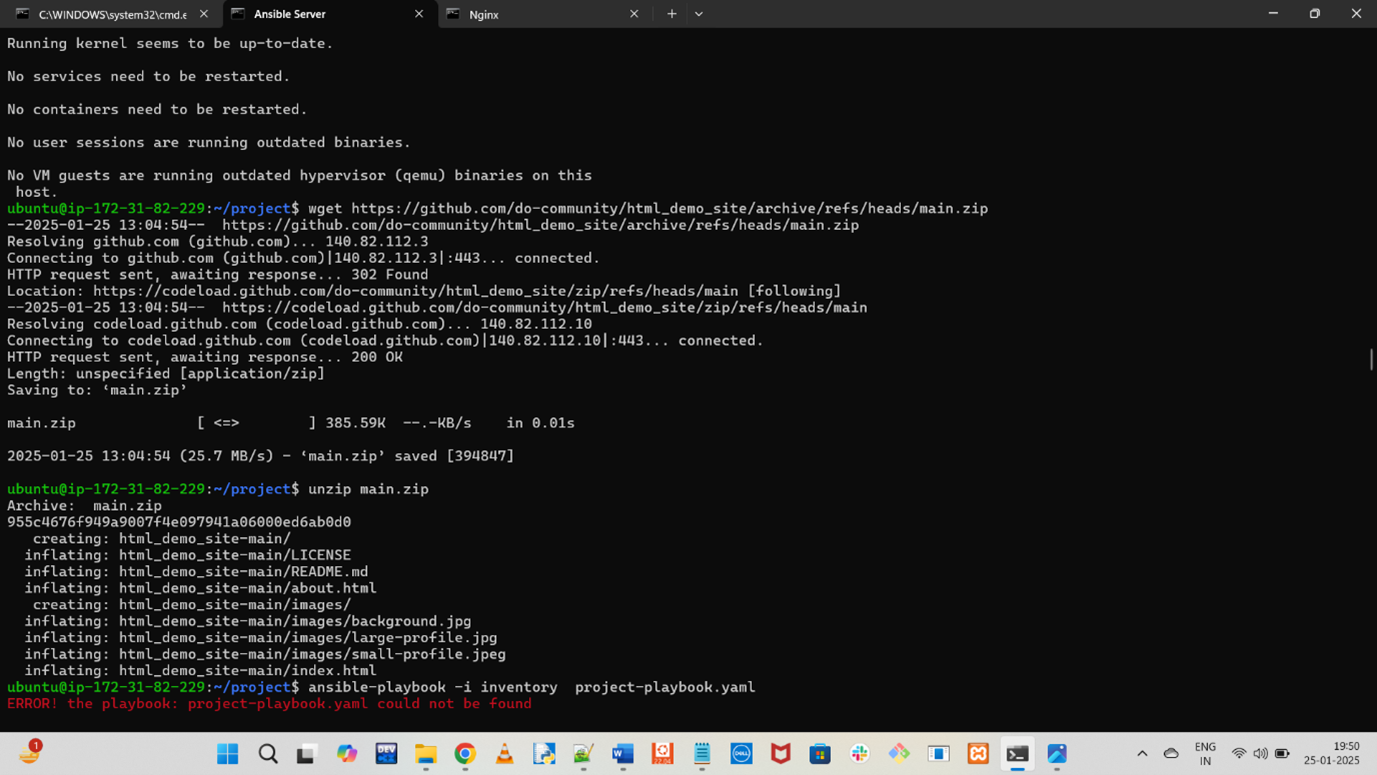 C:\WINDOWS\system32\cmd.e
Ansible Server
Nginx
Running kernel seems to be up-to-date.
No services need to be restarted.
No containers need to be restarted.
No user sessions are running outdated binaries.
No VM guests are running outdated hypervisor (qemu) binaries on this
host.
ubuntu@ip-172-31-82-229:~/project$ wget https://github.com/do-community/html_demo_site/archive/refs/heads/main.zip
--2025-01-25 13:04:54--  https://github.com/do-community/html_demo_site/archive/refs/heads/main.zip
Resolving github.com (github.com)... 140.82.112.3
Connecting to github.com (github.com)|140.82.112.3|:443... connected.
HTTP request sent, awaiting response... 302 Found
Location: https://codeload.github.com/do-community/html_demo_site/zip/refs/heads/main [following]
--2025-01-25 13:04:54--  https://codeload.github.com/do-community/html_demo_site/zip/refs/heads/main
Resolving codeload.github.com (codeload.github.com)... 140.82.112.10
Connecting to codeload.github.com (codeload.github.com)|140.82.112.10|:443... connected.
HTTP request sent, awaiting response... 200 OK
Length: unspecified [application/zip]
Saving to: ‘main.zip’
main.zip              [ <=>        ] 385.59K  --.-KB/s    in 0.01s
2025-01-25 13:04:54 (25.7 MB/s) - ‘main.zip’ saved [394847]
ubuntu@ip-172-31-82-229:~/project$ unzip main.zip
Archive:  main.zip
955c4676f949a9007f4e097941a06000ed6ab0d0
creating: html_demo_site-main/
inflating: html_demo_site-main/LICENSE
inflating: html_demo_site-main/README.md
inflating: html_demo_site-main/about.html
creating: html_demo_site-main/images/
inflating: html_demo_site-main/images/background.jpg
inflating: html_demo_site-main/images/large-profile.jpg
inflating: html_demo_site-main/images/small-profile.jpeg
inflating: html_demo_site-main/index.html
ubuntu@ip-172-31-82-229:~/project$ ansible-playbook -i inventory  project-playbook.yaml
ERROR! the playbook: project-playbook.yaml could not be found
1
DEV
22.04
DELL
ENG
IN
19:50
25-01-2025